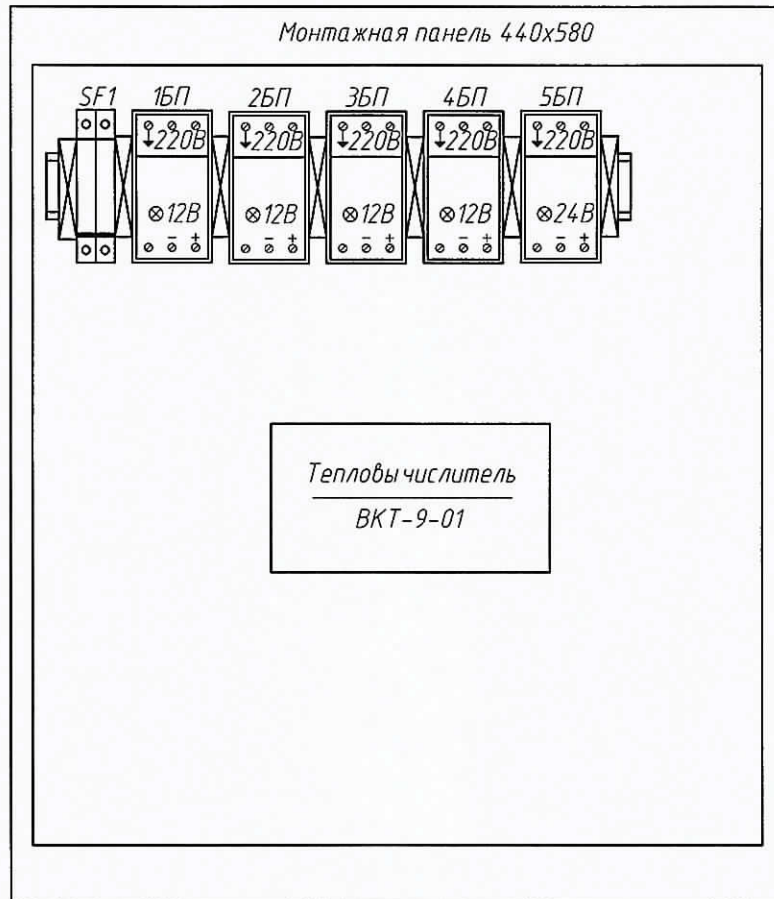 Монтажная панель 440х580
SF1 1БП 2БП 3БП 4БП 5БП
220В 220В 220В 220В 220В
12В 12В 12В 12В 24В
– + – + – + – + – +
Тепловычислитель
ВКТ-9-01